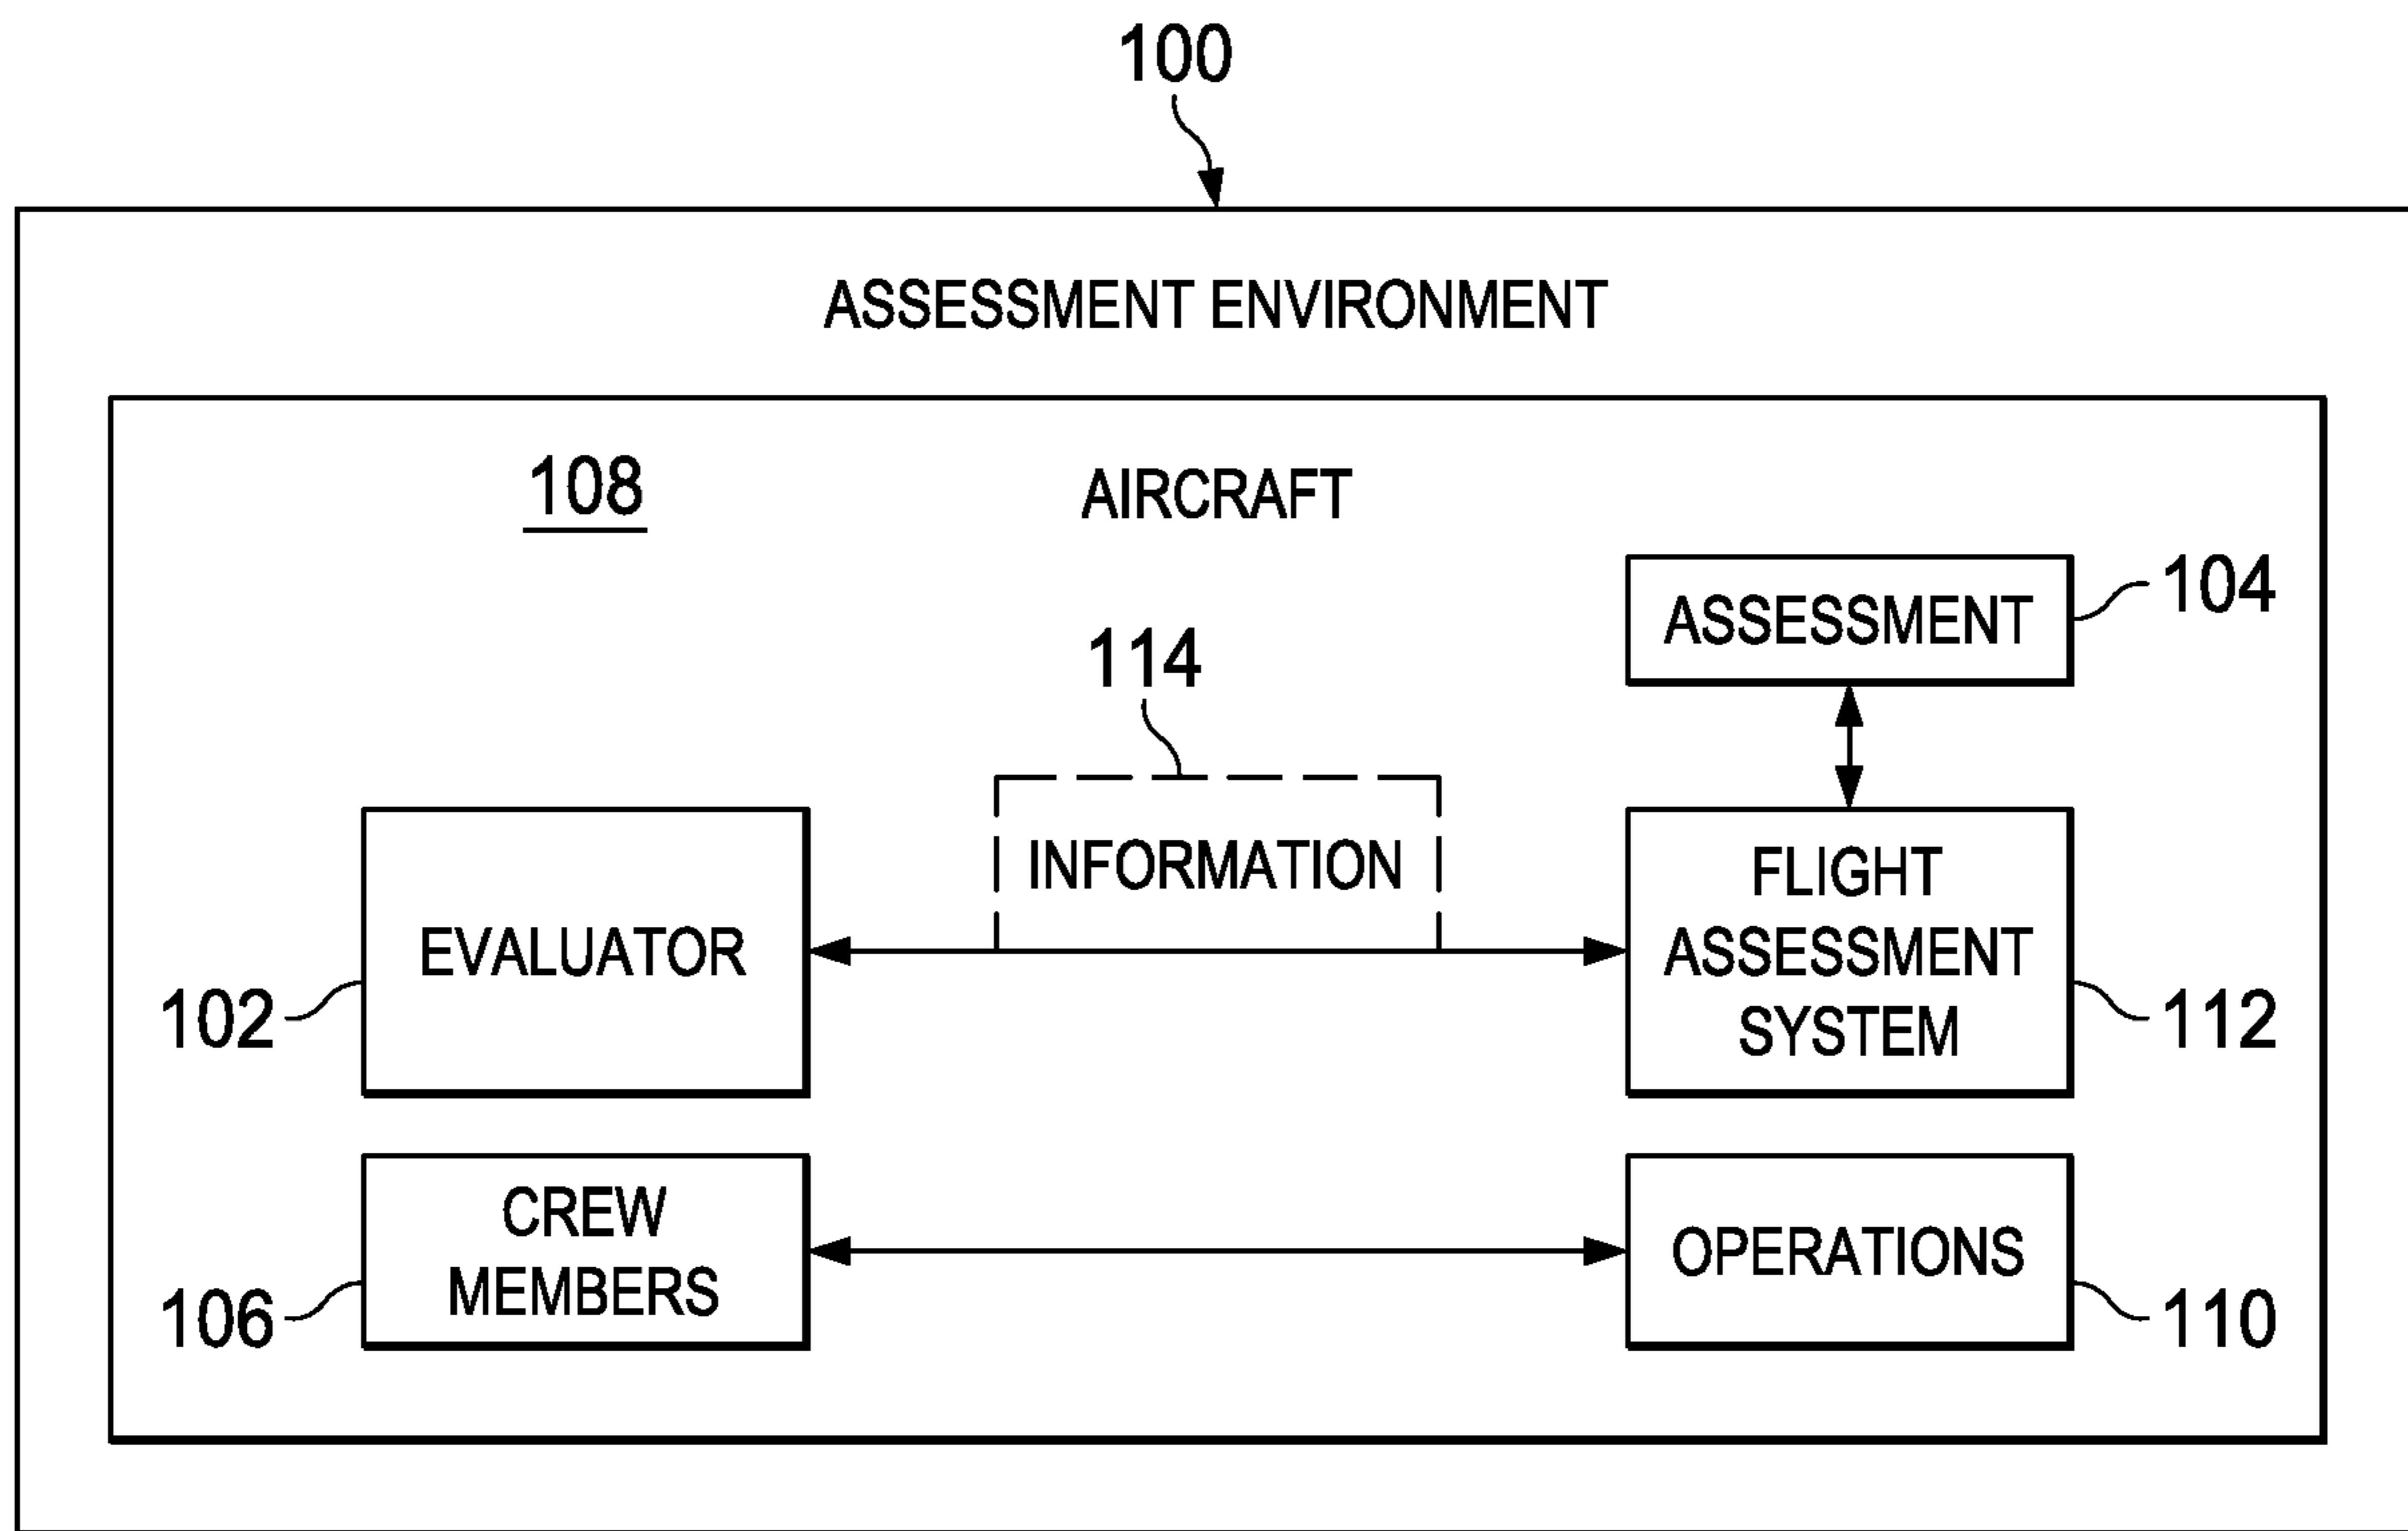 100
ASSESSMENT ENVIRONMENT
108
AIRCRAFT
ASSESSMENT
104
114
INFORMATION
EVALUATOR
102
FLIGHT
ASSESSMENT
SYSTEM
112
CREW
MEMBERS
106
OPERATIONS
110